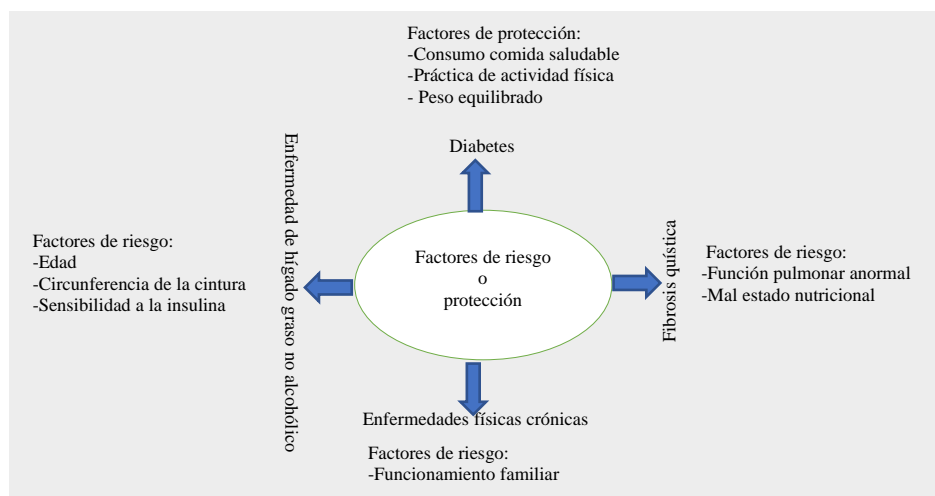 Factores de protección:
-Consumo comida saludable
-Práctica de actividad física
- Peso equilibrado
Diabetes
Enfermedad de hígado graso no alcohólico
Factores de riesgo:
-Edad
-Circunferencia de la cintura
-Sensibilidad a la insulina
Factores de riesgo
o
protección
Fibrosis quística
Factores de riesgo:
-Función pulmonar anormal
-Mal estado nutricional
Enfermedades físicas crónicas
Factores de riesgo:
-Funcionamiento familiar